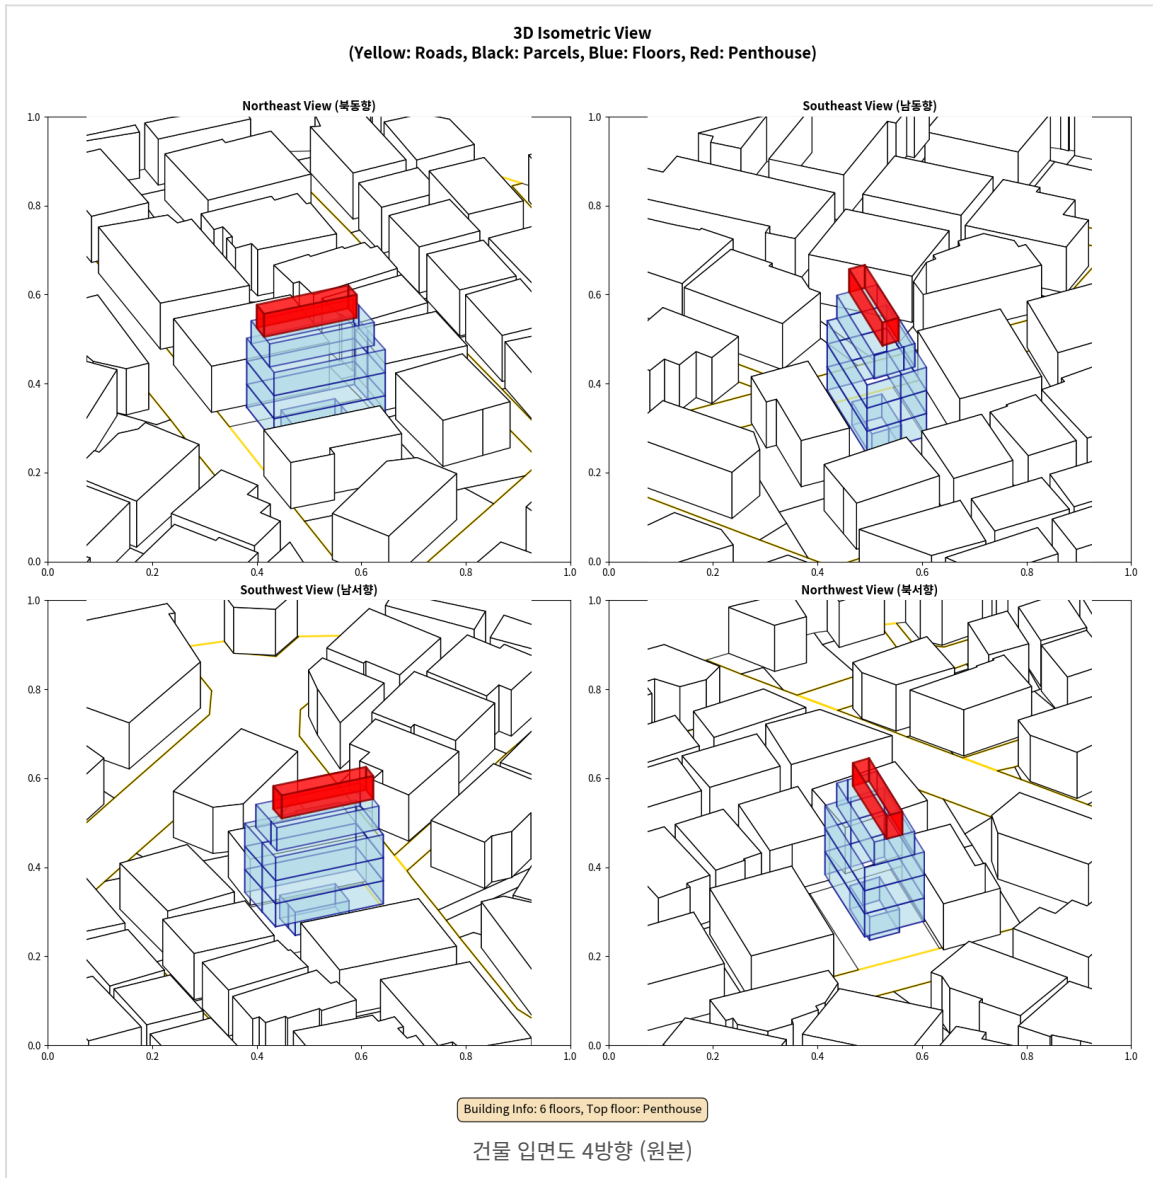 3D Isometric View
(Yellow: Roads, Black: Parcels, Blue: Floors, Red: Penthouse)
Northeast View (북동향)
1.0
0.8
0.6
0.4
0.2
0.0
0.0 0.2 0.4 0.6 0.8 1.0
Southeast View (남동향)
1.0
0.8
0.6
0.4
0.2
0.0
0.0 0.2 0.4 0.6 0.8 1.0
Southwest View (남서향)
1.0
0.8
0.6
0.4
0.2
0.0
0.0 0.2 0.4 0.6 0.8 1.0
Northwest View (북서향)
1.0
0.8
0.6
0.4
0.2
0.0
0.0 0.2 0.4 0.6 0.8 1.0
Building Info: 6 floors, Top floor: Penthouse
건물 입면도 4방향 (원본)